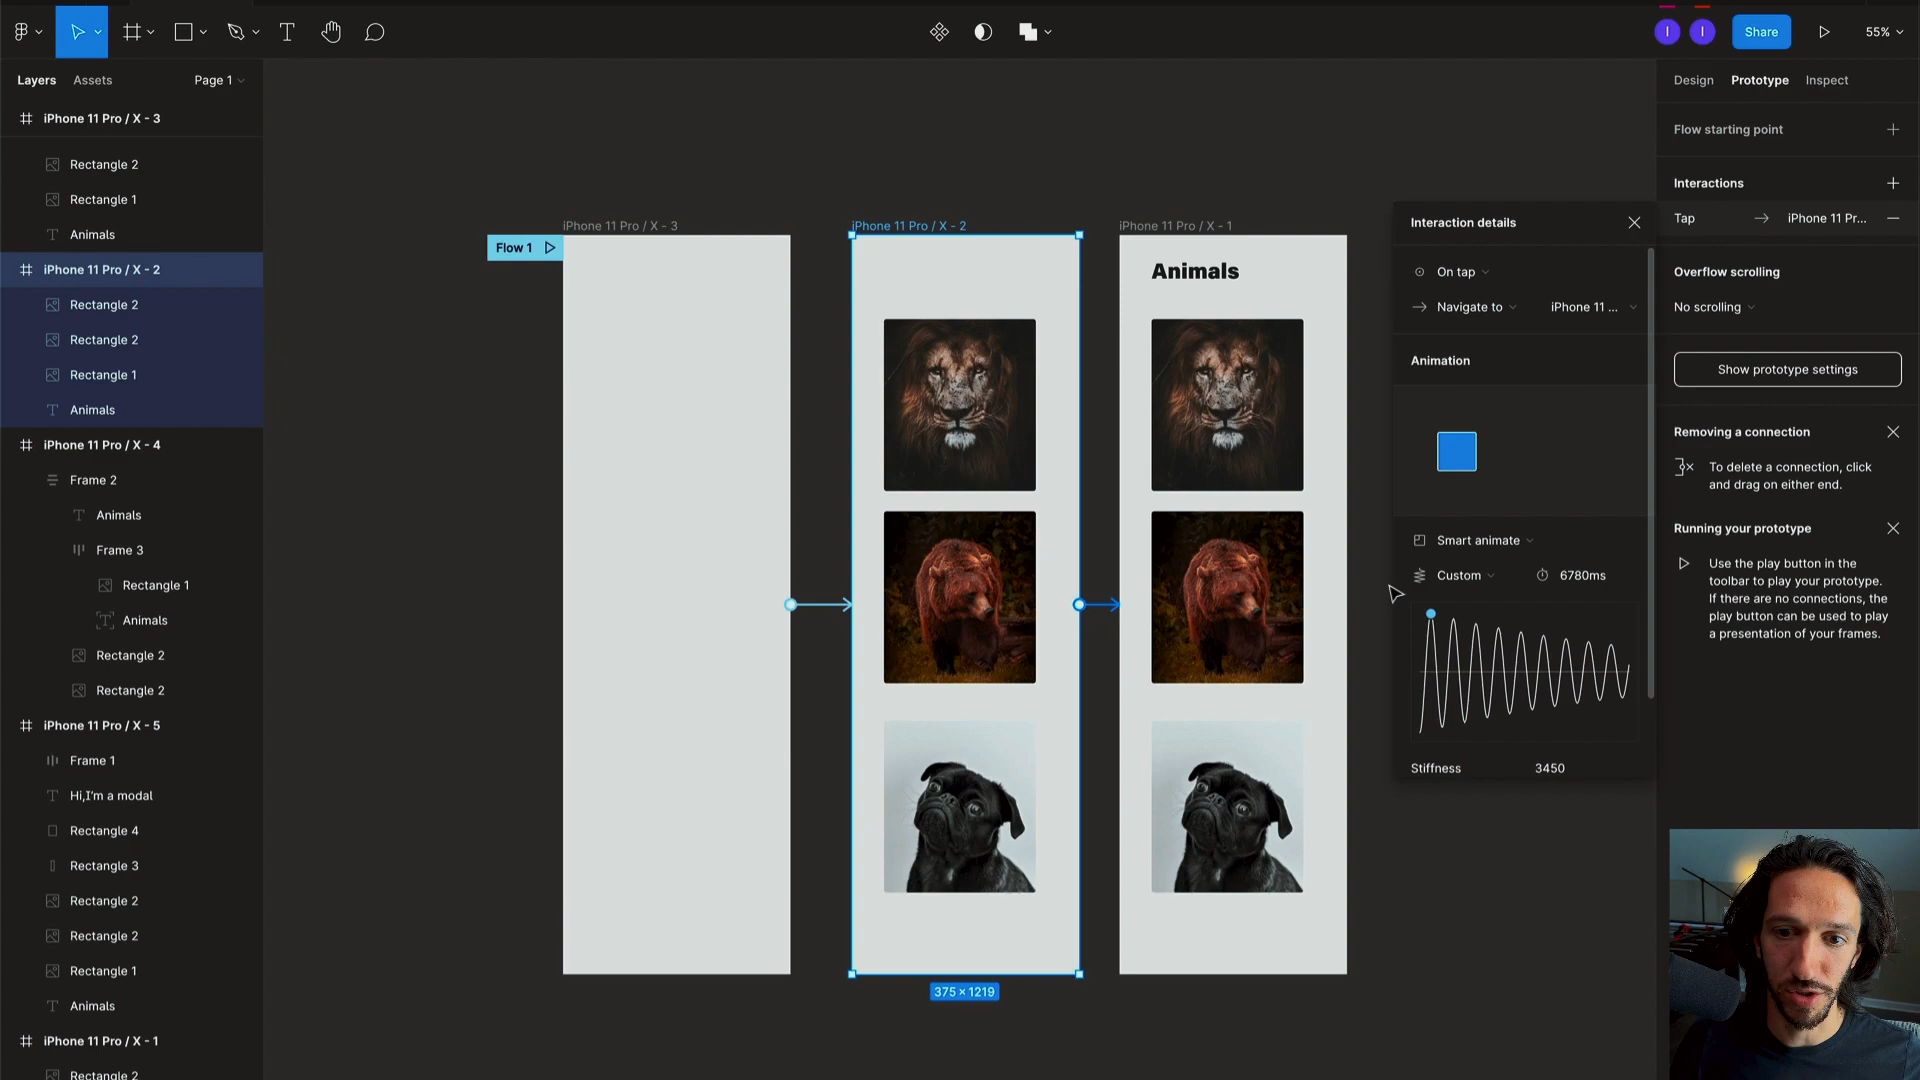 Share
55%
Layers
Assets
Page 1
iPhone 11 Pro / X - 3
Rectangle 2
Rectangle 1
Animals
iPhone 11 Pro / X - 2
Rectangle 2
Rectangle 2
Rectangle 1
Animals
iPhone 11 Pro / X - 4
Frame 2
Animals
Frame 3
Rectangle 1
Animals
Rectangle 2
Rectangle 2
iPhone 11 Pro / X - 5
Frame 1
Hi,I'm a modal
Rectangle 4
Rectangle 3
Rectangle 2
Rectangle 2
Rectangle 1
Animals
iPhone 11 Pro / X - 1
Rectangle 2
iPhone 11 Pro / X - 3
Flow 1
iPhone 11 Pro / X - 2
375 × 1219
iPhone 11 Pro / X - 1
Animals
Interaction details
On tap
Navigate to iPhone 11 ...
Animation
Smart animate
Custom 6780ms
Stiffness 3450
Design Prototype Inspect
Flow starting point
Interactions
Tap iPhone 11 Pr...
Overflow scrolling
No scrolling
Show prototype settings
Removing a connection
To delete a connection, click
and drag on either end.
Running your prototype
Use the play button in the
toolbar to play your prototype.
If there are no connections, the
play button can be used to play
a presentation of your frames.